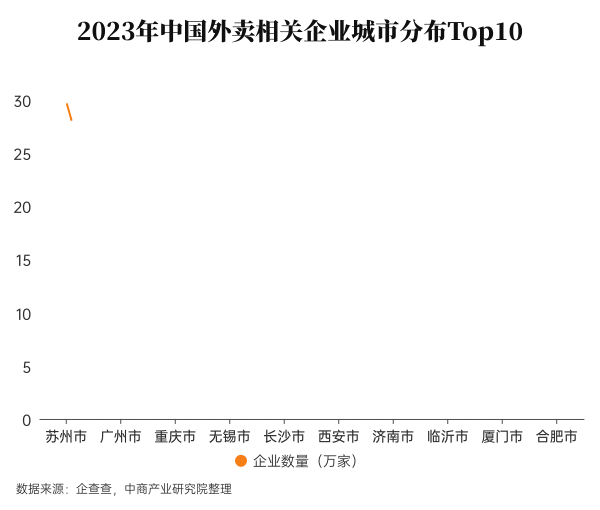 2023年中国外卖相关企业城市分布Top10
30
25
20
15
10
5
0
苏州市 广州市 重庆市 无锡市 长沙市 西安市 济南市 临沂市 厦门市 合肥市
企业数量（万家）
数据来源：企查查，中商产业研究院整理